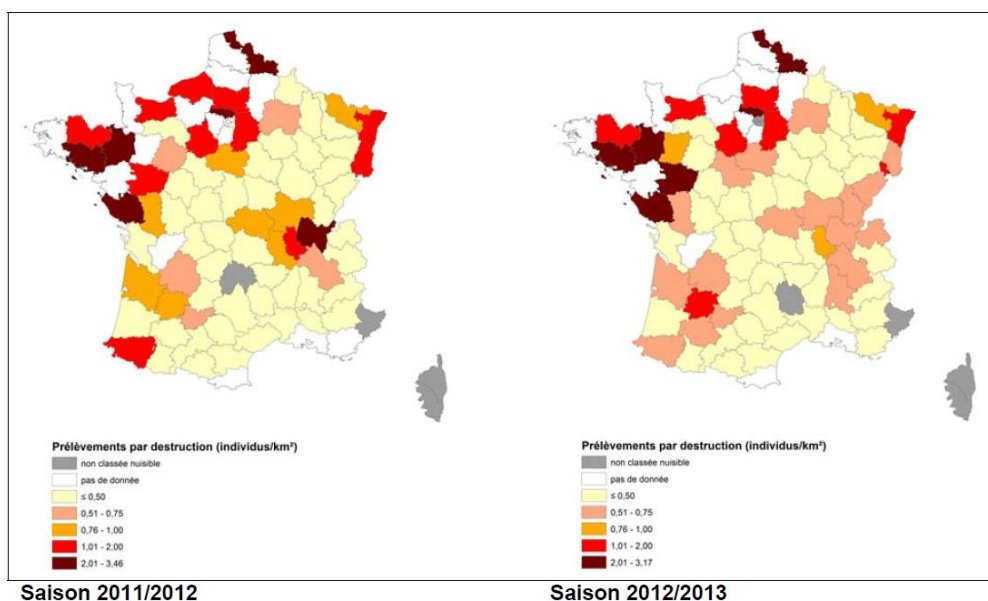 Prélèvements par destruction (individus/km²)
non classée nuisible
pas de donnée
≤ 0,50
0,51 - 0,75
0,76 - 1,00
1,01 - 2,00
2,01 - 3,46
Saison 2011/2012
Prélèvements par destruction (individus/km²)
non classée nuisible
pas de donnée
≤ 0,50
0,51 - 0,75
0,76 - 1,00
1,01 - 2,00
2,01 - 3,17
Saison 2012/2013